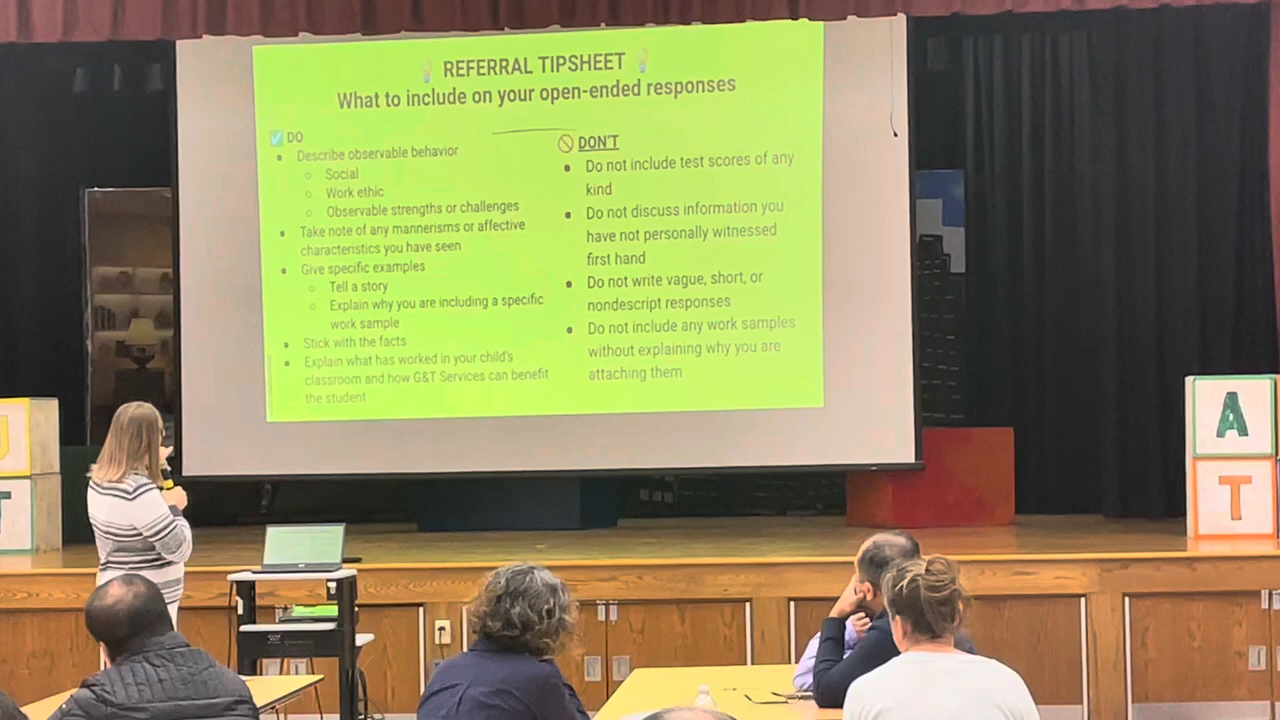 REFERRAL TIPSHEET
What to include on your open-ended responses
DO
Describe observable behavior
Social
Work ethic
Observable strengths or challenges
Take note of any mannerisms or affective
characteristics you have seen
Give specific examples
Tell a story
Explain why you are including a specific
work sample
Stick with the facts
Explain what has worked in your child's
classroom and how G&T Services can benefit
the student
DON'T
Do not include test scores of any
kind
Do not discuss information you
have not personally witnessed
first hand
Do not write vague, short, or
nondescript responses
Do not include any work samples
without explaining why you are
attaching them
A
T